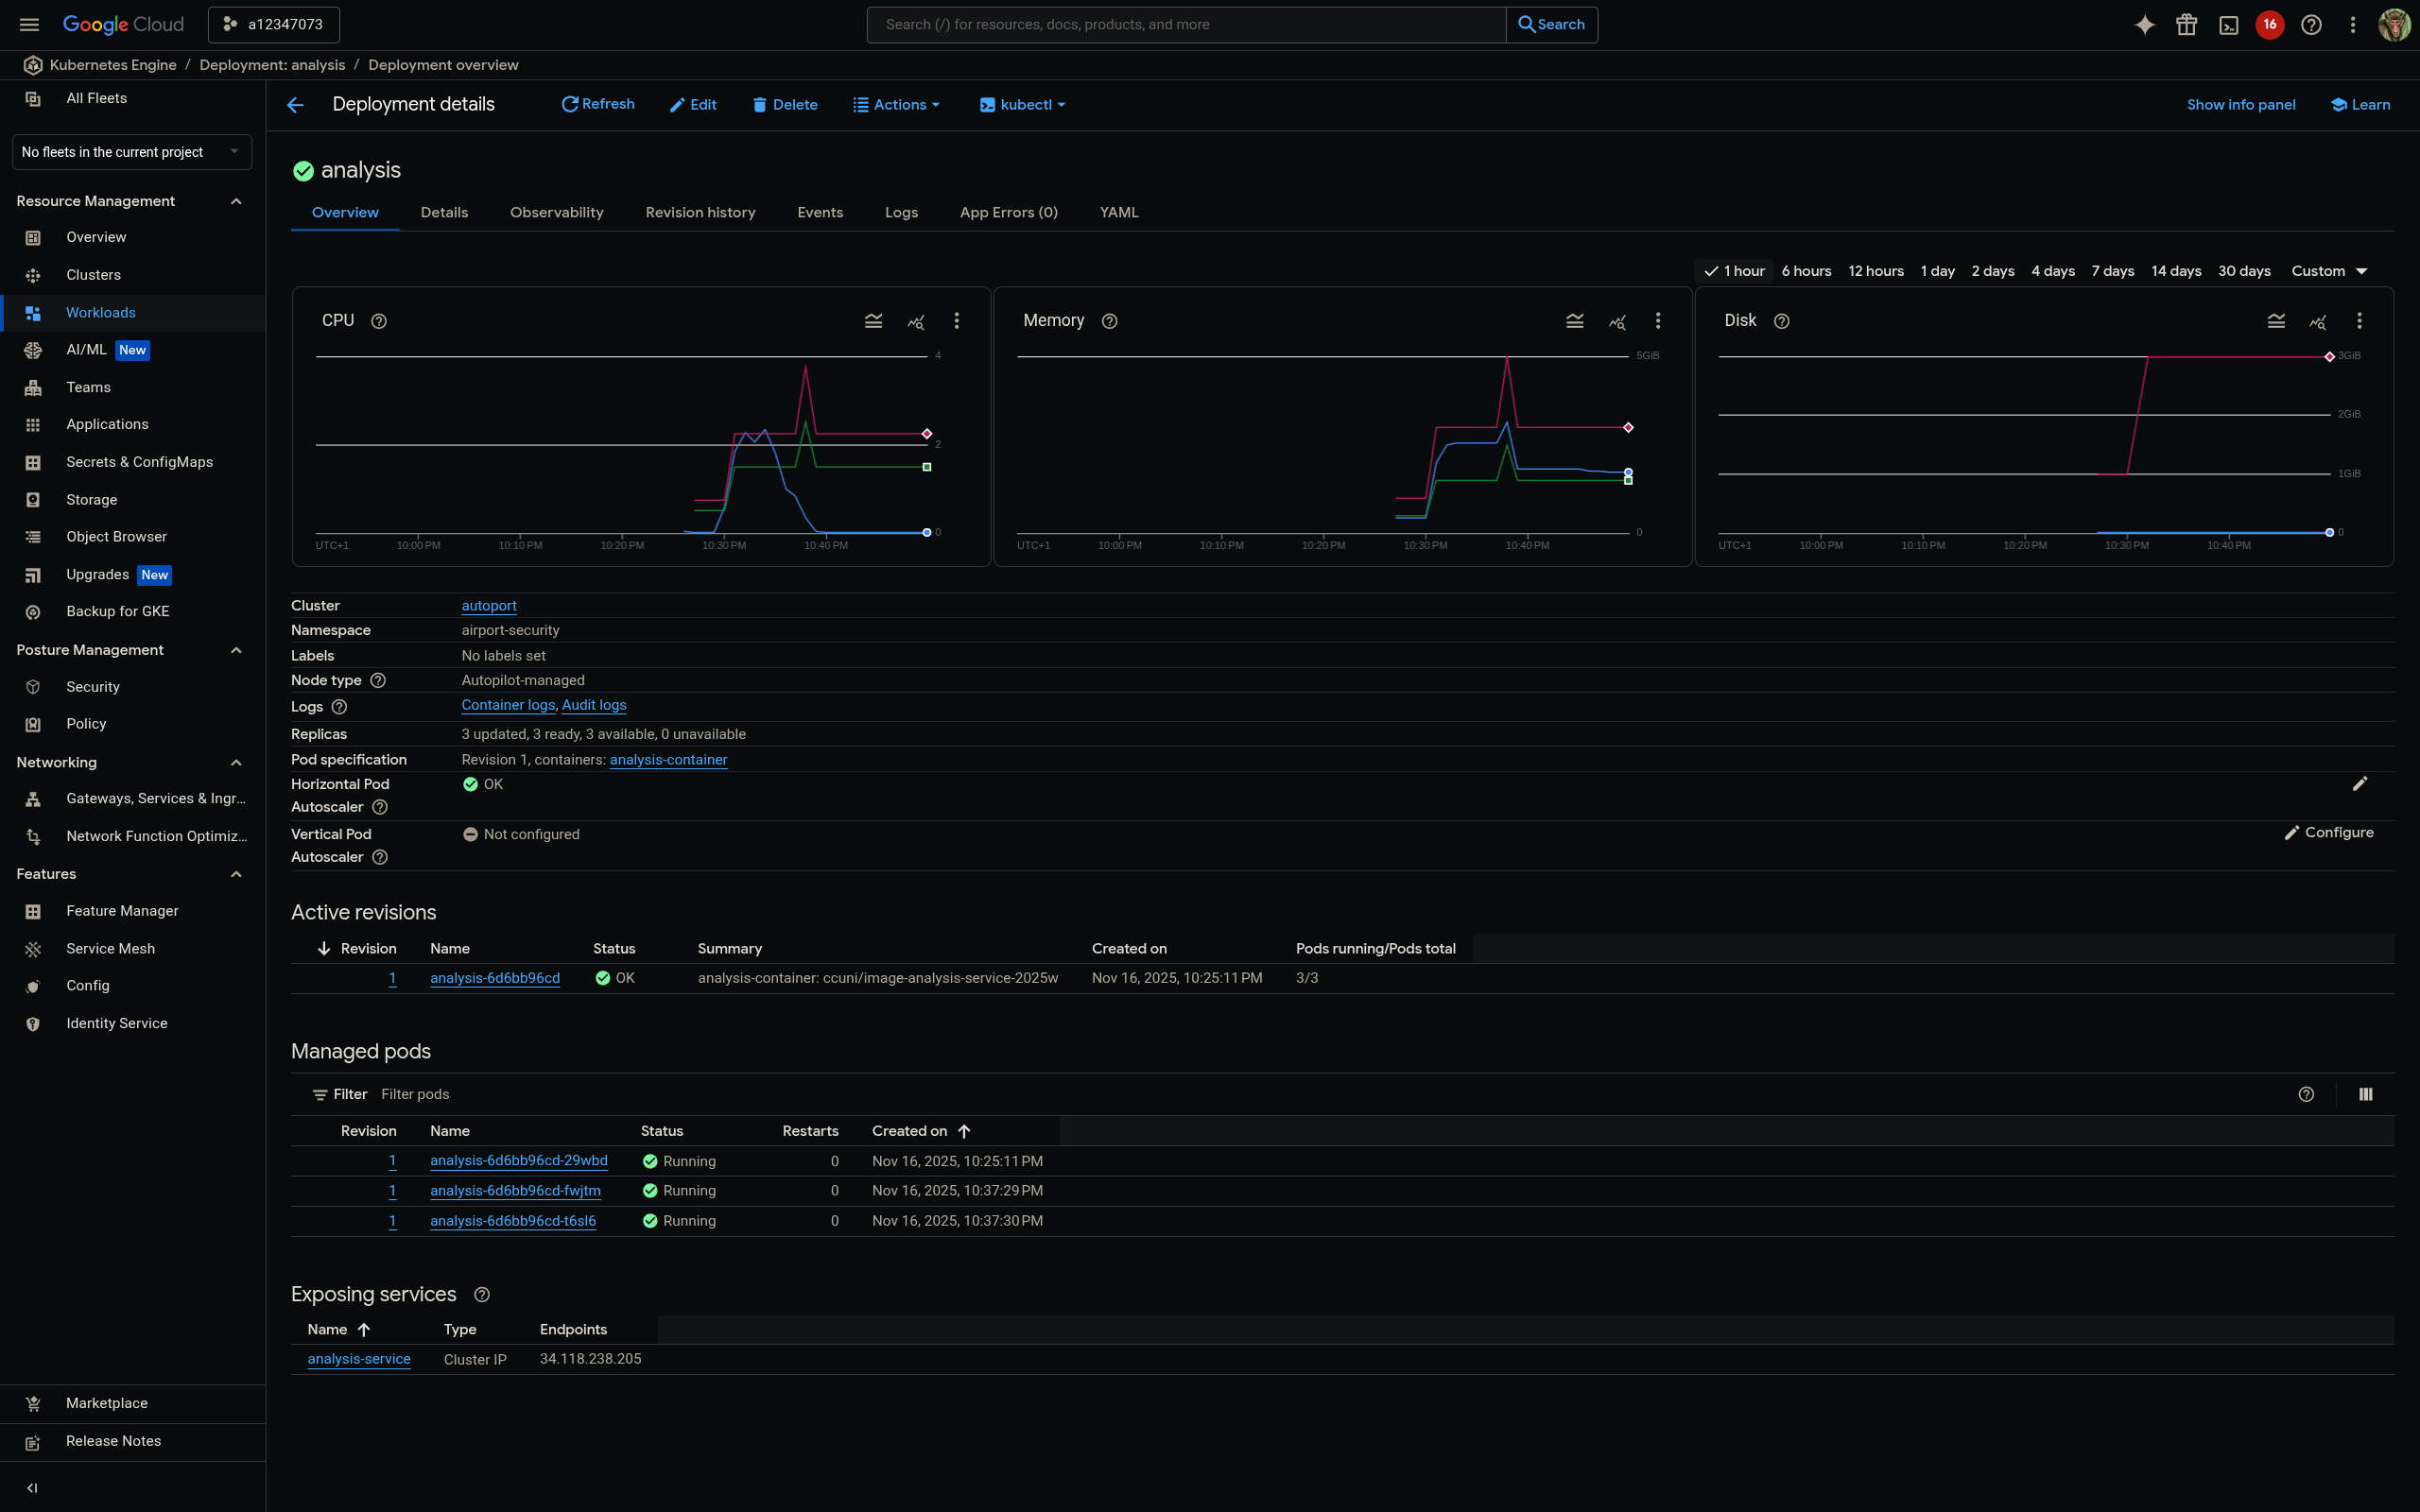 Google Cloud
a12347073
Search (/) for resources, docs, products, and more
Search
16
Kubernetes Engine / Deployment: analysis / Deployment overview
All Fleets
No fleets in the current project
Resource Management
Overview
Clusters
Workloads
AI/ML New
Teams
Applications
Secrets & ConfigMaps
Storage
Object Browser
Upgrades New
Backup for GKE
Posture Management
Security
Policy
Networking
Gateways, Services & Ingr...
Network Function Optimiz...
Features
Feature Manager
Service Mesh
Config
Identity Service
Marketplace
Release Notes
Deployment details
Refresh
Edit
Delete
Actions
kubectl
Show info panel
Learn
analysis
Overview
Details
Observability
Revision history
Events
Logs
App Errors (0)
YAML
1 hour 6 hours 12 hours 1 day 2 days 4 days 7 days 14 days 30 days Custom
CPU
4
2
0
UTC+1 10:00 PM 10:10 PM 10:20 PM 10:30 PM 10:40 PM
Memory
5GiB
0
UTC+1 10:00 PM 10:10 PM 10:20 PM 10:30 PM 10:40 PM
Disk
3GiB
2GiB
1GiB
0
UTC+1 10:00 PM 10:10 PM 10:20 PM 10:30 PM 10:40 PM
Cluster autoport
Namespace airport-security
Labels No labels set
Node type Autopilot-managed
Logs Container logs, Audit logs
Replicas 3 updated, 3 ready, 3 available, 0 unavailable
Pod specification Revision 1, containers: analysis-container
Horizontal Pod Autoscaler OK
Vertical Pod Autoscaler Not configured Configure
Active revisions
Revision Name Status Summary Created on Pods running/Pods total
1 analysis-6d6bb96cd OK analysis-container: ccuni/image-analysis-service-2025w Nov 16, 2025, 10:25:11 PM 3/3
Managed pods
Filter Filter pods
Revision Name Status Restarts Created on
1 analysis-6d6bb96cd-29wbd Running 0 Nov 16, 2025, 10:25:11 PM
1 analysis-6d6bb96cd-fwjtm Running 0 Nov 16, 2025, 10:37:29 PM
1 analysis-6d6bb96cd-t6sl6 Running 0 Nov 16, 2025, 10:37:30 PM
Exposing services
Name Type Endpoints
analysis-service Cluster IP 34.118.238.205